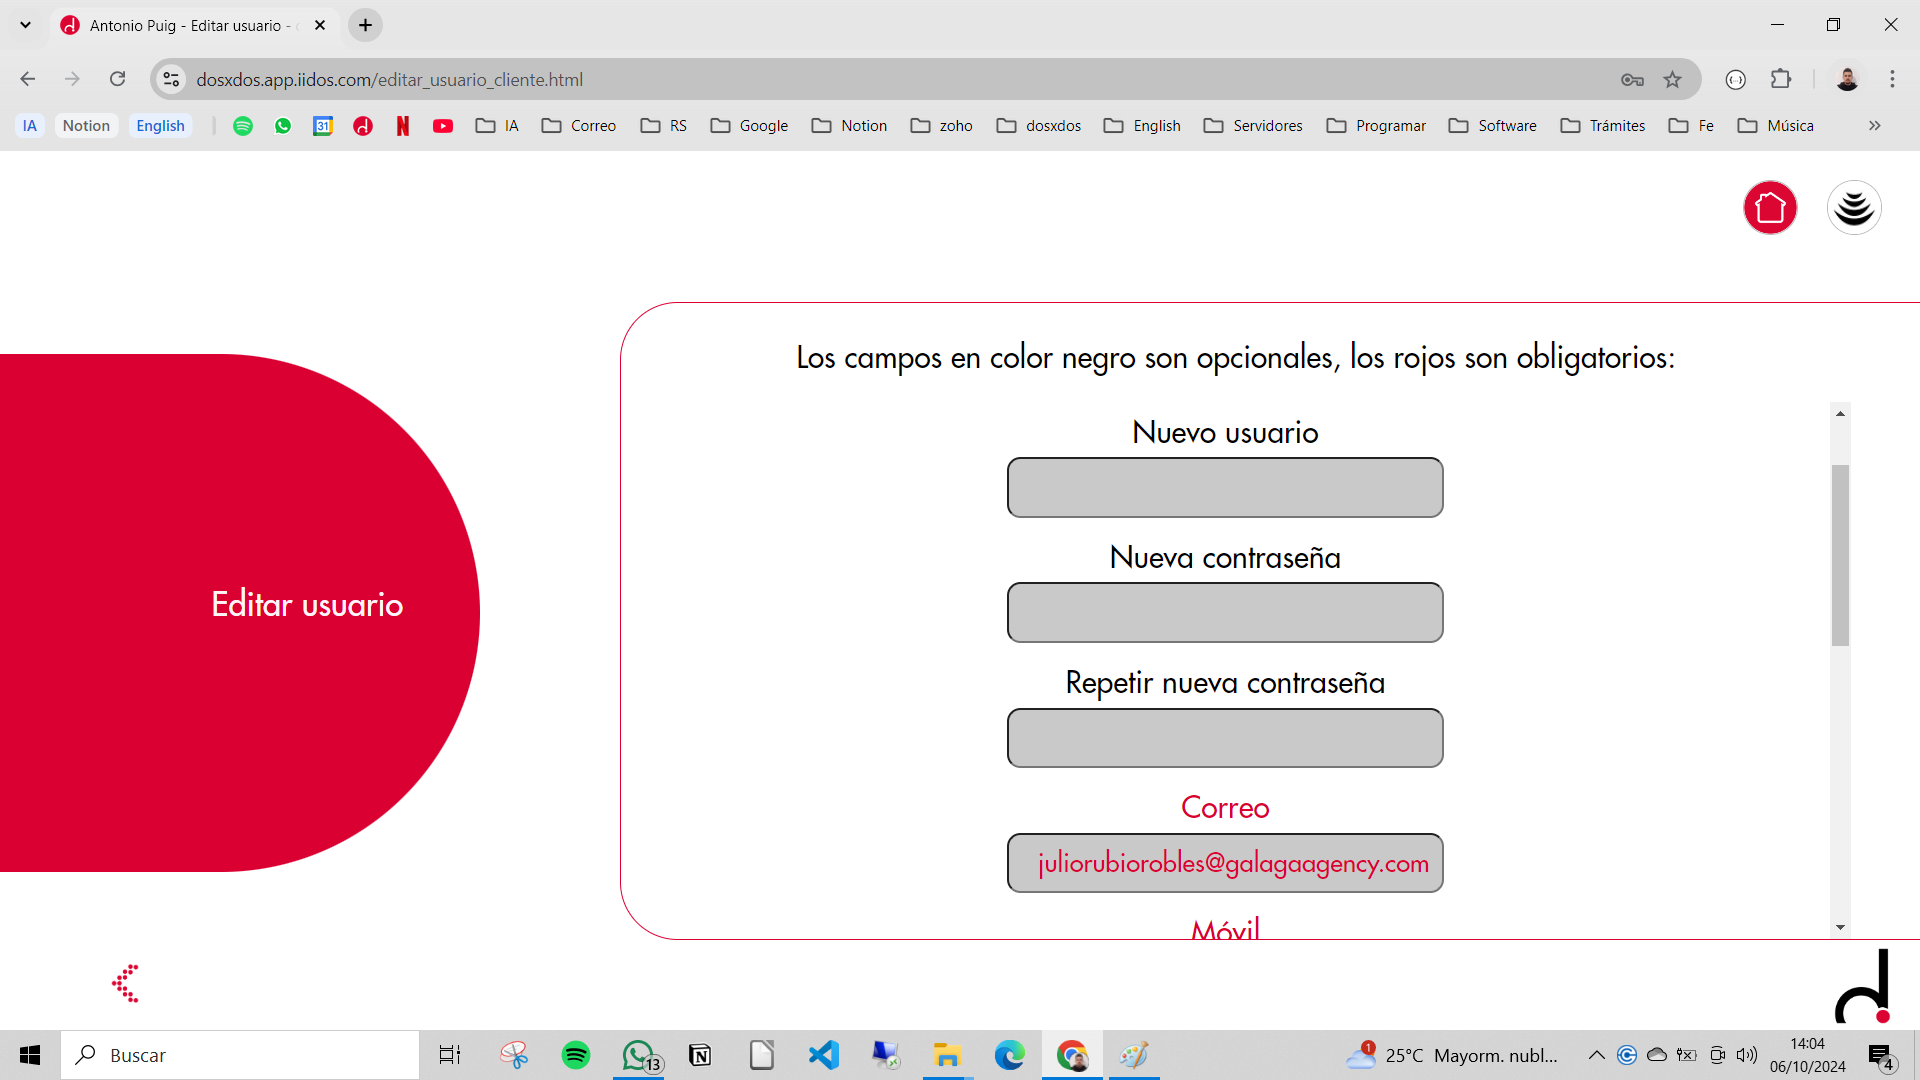 Antonio Puig - Editar usuario -
dosxdos.app.iidos.com/editar_usuario_cliente.html
IA Notion English 31 IA Correo RS Google Notion zoho dosxdos English Servidores Programar Software Trámites Fe Música »
Los campos en color negro son opcionales, los rojos son obligatorios:
Nuevo usuario
Nueva contraseña
Repetir nueva contraseña
Correo
juliorubiorobles@galagaagency.com
Móvil
Editar usuario
Buscar
13
1
25°C Mayorm. nubl...
14:04
06/10/2024
4